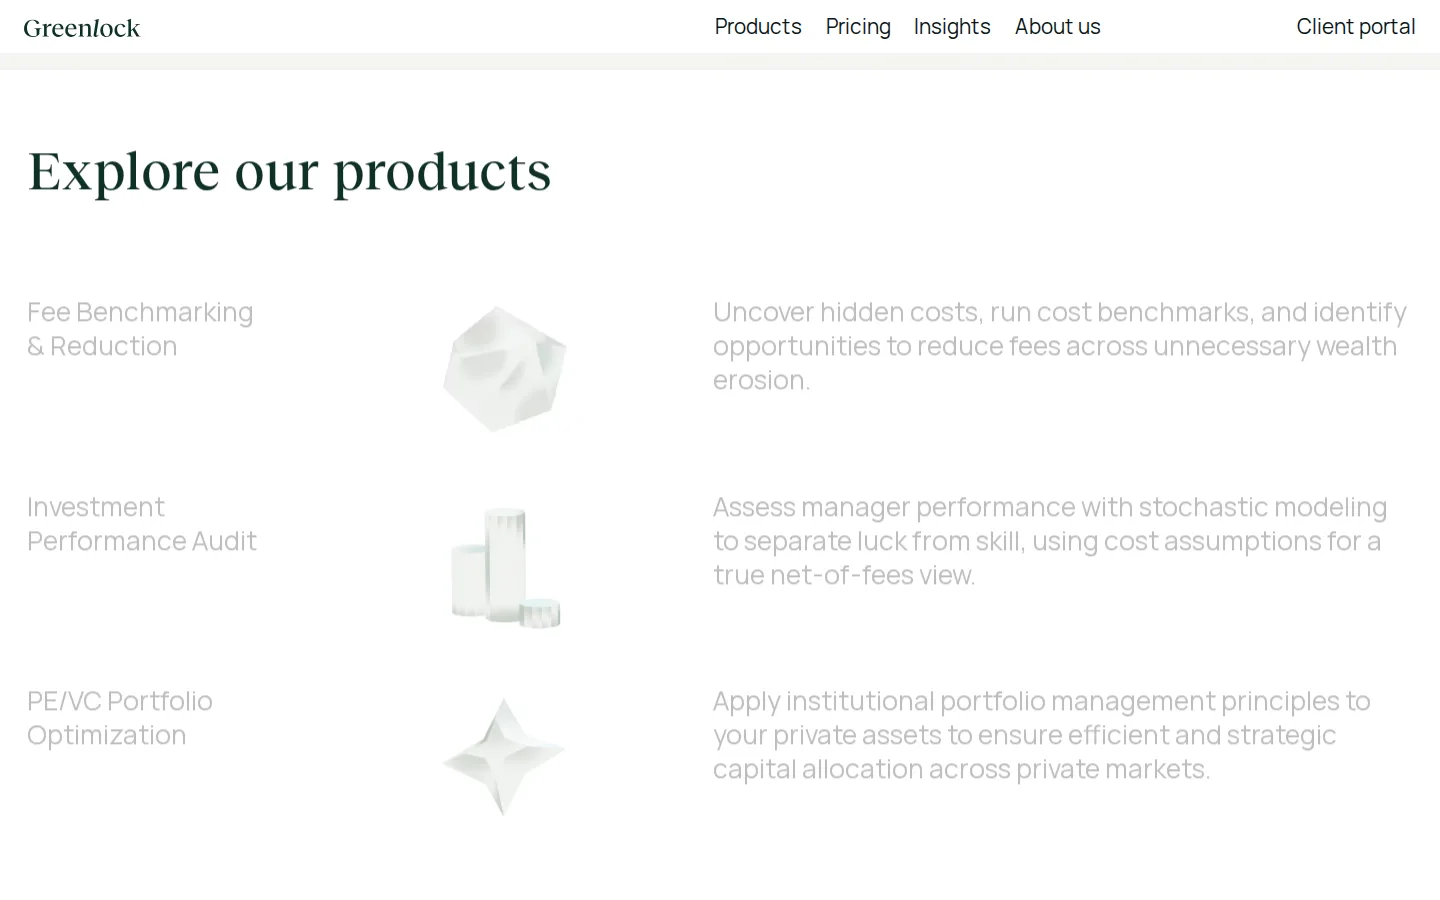 Greenlock
Products
Pricing
Insights
About us
Client portal
Explore our products
Fee Benchmarking
& Reduction
Uncover hidden costs, run cost benchmarks, and identify
opportunities to reduce fees across unnecessary wealth
erosion.
Investment
Performance Audit
Assess manager performance with stochastic modeling
to separate luck from skill, using cost assumptions for a
true net-of-fees view.
PE/VC Portfolio
Optimization
Apply institutional portfolio management principles to
your private assets to ensure efficient and strategic
capital allocation across private markets.